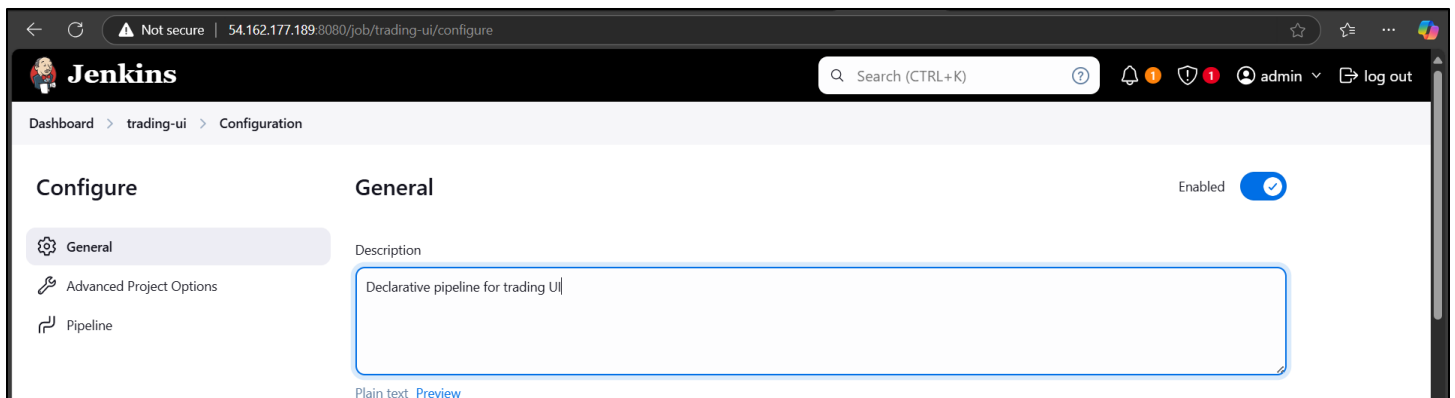 Not secure | 54.162.177.189:8080/job/trading-ui/configure
Jenkins
Search (CTRL+K) ? 1 1 admin log out
Dashboard > trading-ui > Configuration
Configure
General
Enabled
General
Advanced Project Options
Pipeline
Description
Declarative pipeline for trading UI
Plain text Preview